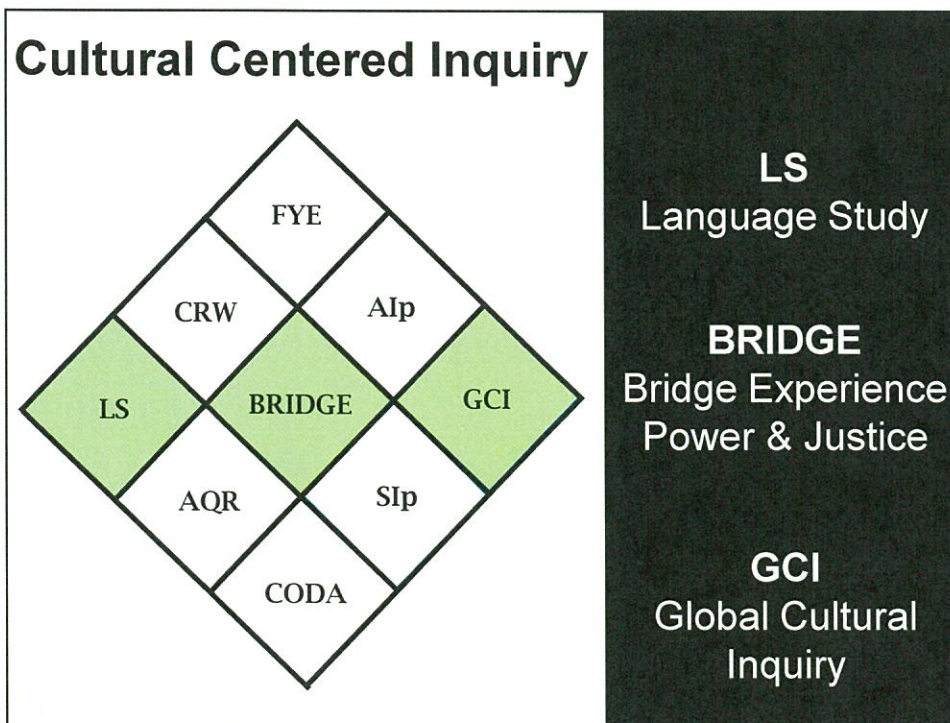 Cultural Centered Inquiry
FYE
CRW
AIp
LS
BRIDGE
GCI
AQR
SIp
CODA
LS
Language Study
BRIDGE
Bridge Experience
Power & Justice
GCI
Global Cultural
Inquiry